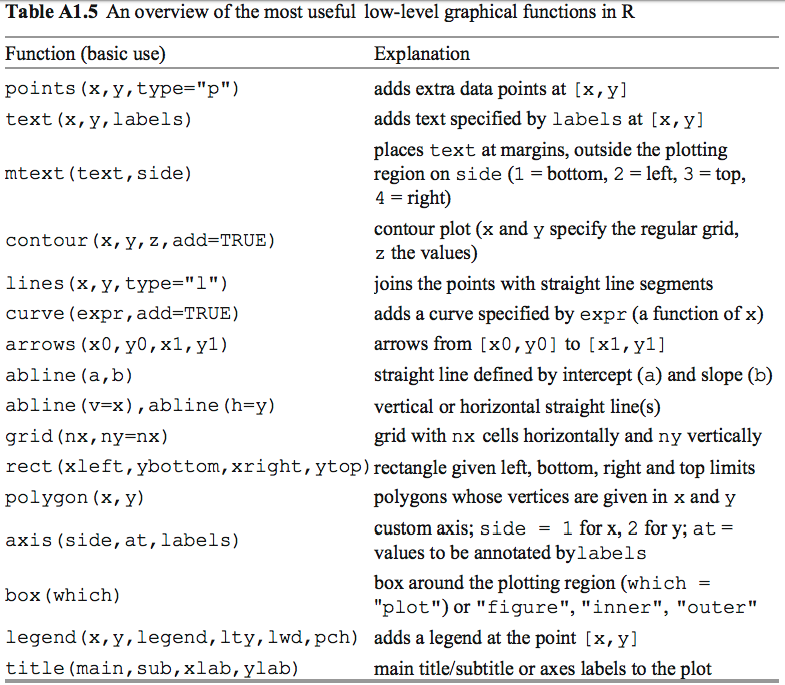 Table A1.5 An overview of the most useful low-level graphical functions in R
Function (basic use) Explanation
points(x,y,type="p") adds extra data points at [x,y]
text(x,y,labels) adds text specified by labels at [x,y]
mtext(text,side) places text at margins, outside the plotting
region on side (1 = bottom, 2 = left, 3 = top,
4 = right)
contour(x,y,z,add=TRUE) contour plot (x and y specify the regular grid,
z the values)
lines(x,y,type="l") joins the points with straight line segments
curve(expr,add=TRUE) adds a curve specified by expr (a function of x)
arrows(x0,y0,x1,y1) arrows from [x0,y0] to [x1,y1]
abline(a,b) straight line defined by intercept (a) and slope (b)
abline(v=x),abline(h=y) vertical or horizontal straight line(s)
grid(nx,ny=nx) grid with nx cells horizontally and ny vertically
rect(xleft,ybottom,xright,ytop) rectangle given left, bottom, right and top limits
polygon(x,y) polygons whose vertices are given in x and y
axis(side,at,labels) custom axis; side = 1 for x, 2 for y; at =
values to be annotated by labels
box(which) box around the plotting region (which =
"plot") or "figure", "inner", "outer"
legend(x,y,legend,lty,lwd,pch) adds a legend at the point [x,y]
title(main,sub,xlab,ylab) main title/subtitle or axes labels to the plot